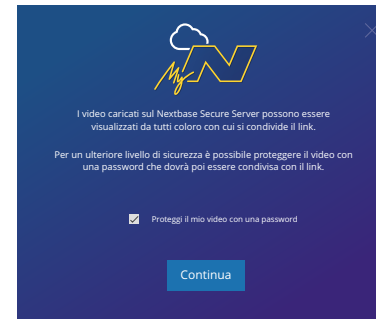 My N
I video caricati sul Nextbase Secure Server possono essere
visualizzati da tutti coloro con cui si condivide il link.
Per un ulteriore livello di sicurezza è possibile proteggere il video con
una password che dovrà poi essere condivisa con il link.
Proteggi il mio video con una password
Continua